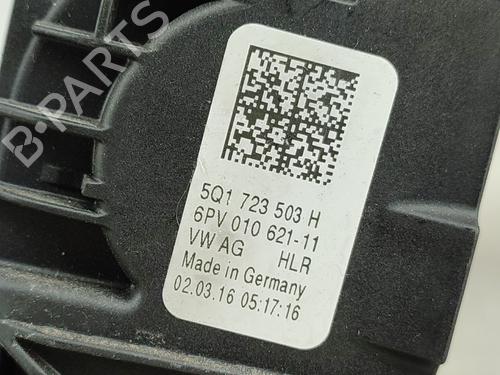 B-PARTS
5Q1 723 503 H
6PV 010 621-11
VW AG HLR
Made in Germany
02.03.16 05:17:16